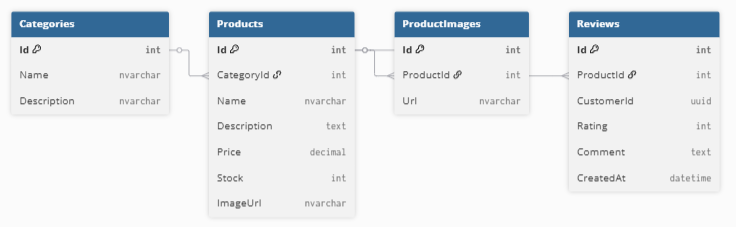 Categories
Id int
Name nvarchar
Description nvarchar
Products
Id int
CategoryId int
Name nvarchar
Description text
Price decimal
Stock int
ImageUrl nvarchar
ProductImages
Id int
ProductId int
Url nvarchar
Reviews
Id int
ProductId int
CustomerId uuid
Rating int
Comment text
CreatedAt datetime